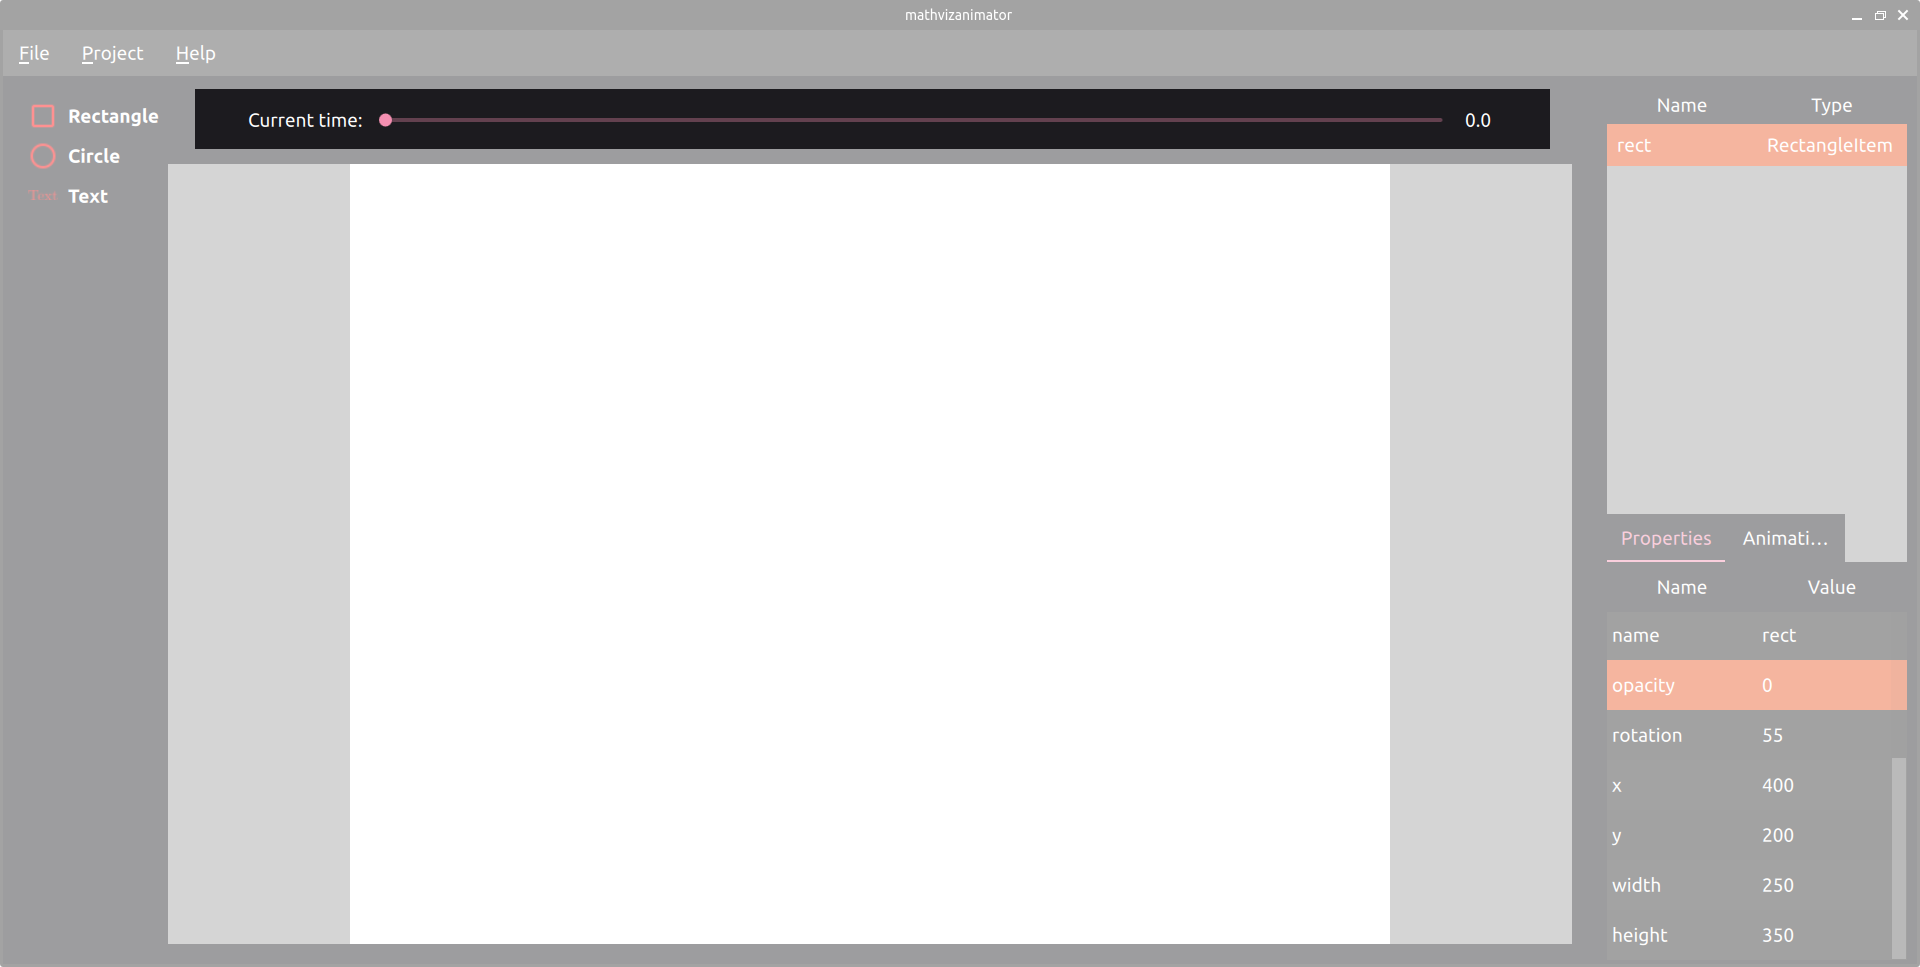 mathvizanimator
File Project Help
Rectangle
Circle
Text Text
Current time: 0.0
Name Type
rect RectangleItem
Properties Animati...
Name Value
name rect
opacity 0
rotation 55
x 400
y 200
width 250
height 350